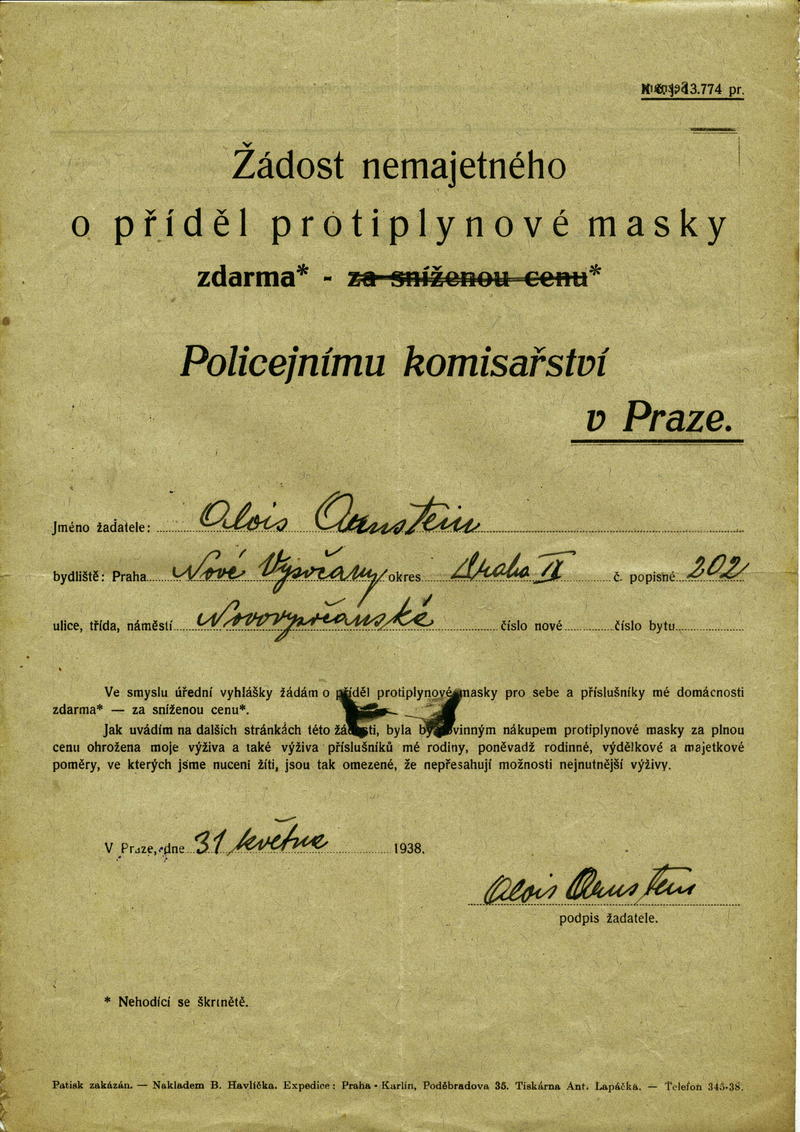 3.774 pr.
Žádost nemajetného
o příděl protiplynové masky
zdarma* - za sníženou cenu*
Policejnímu komisařství
v Praze.
Jméno žadatele: Alois Ornstein
bydliště: Praha Nové Vysočany okres Praha IX č. popisné 202
ulice, třída, náměstí Novovysočanské číslo nové číslo bytu
Ve smyslu úřední vyhlášky žádám o příděl protiplynové masky pro sebe a příslušníky mé domácnosti
zdarma* — za sníženou cenu*.
Jak uvádím na dalších stránkách této žádosti, byla by povinným nákupem protiplynové masky za plnou
cenu ohrožena moje výživa a také výživa příslušníků mé rodiny, poněvadž rodinné, výdělkové a majetkové
poměry, ve kterých jsme nuceni žíti, jsou tak omezené, že nepřesahují možnosti nejnutnější výživy.
V Praze, dne 31 května 1938.
Alois Ornstein
podpis žadatele.
* Nehodící se škrtnětě.
Patisk zakázán. — Nakladem B. Havlíčka. Expedice: Praha - Karlín, Poděbradova 35. Tiskárna Ant. Lapáčka. — Telefon 345-38.